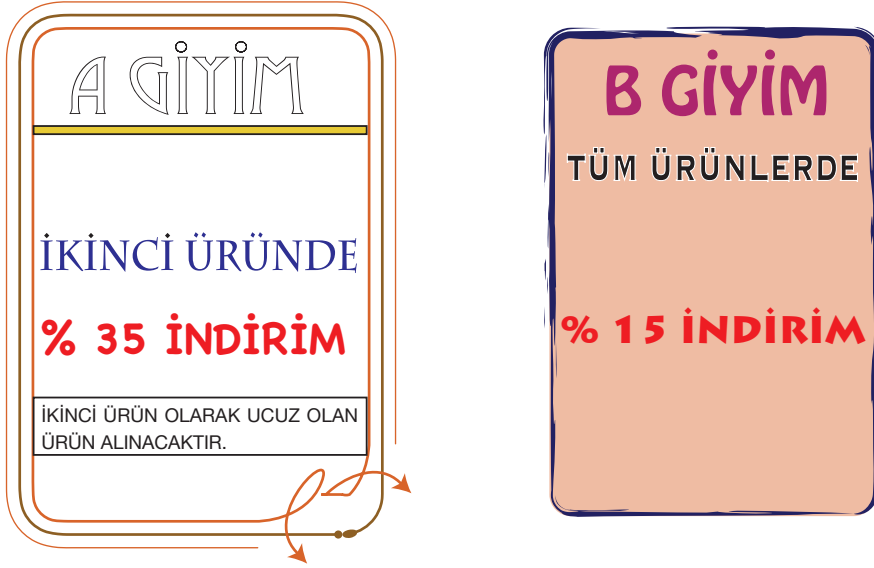 A GİYİM
İKİNCİ ÜRÜNDE
% 35 İNDİRİM
İKİNCİ ÜRÜN OLARAK UCUZ OLAN
ÜRÜN ALINACAKTIR.
B GİYİM
TÜM ÜRÜNLERDE
% 15 İNDİRİM